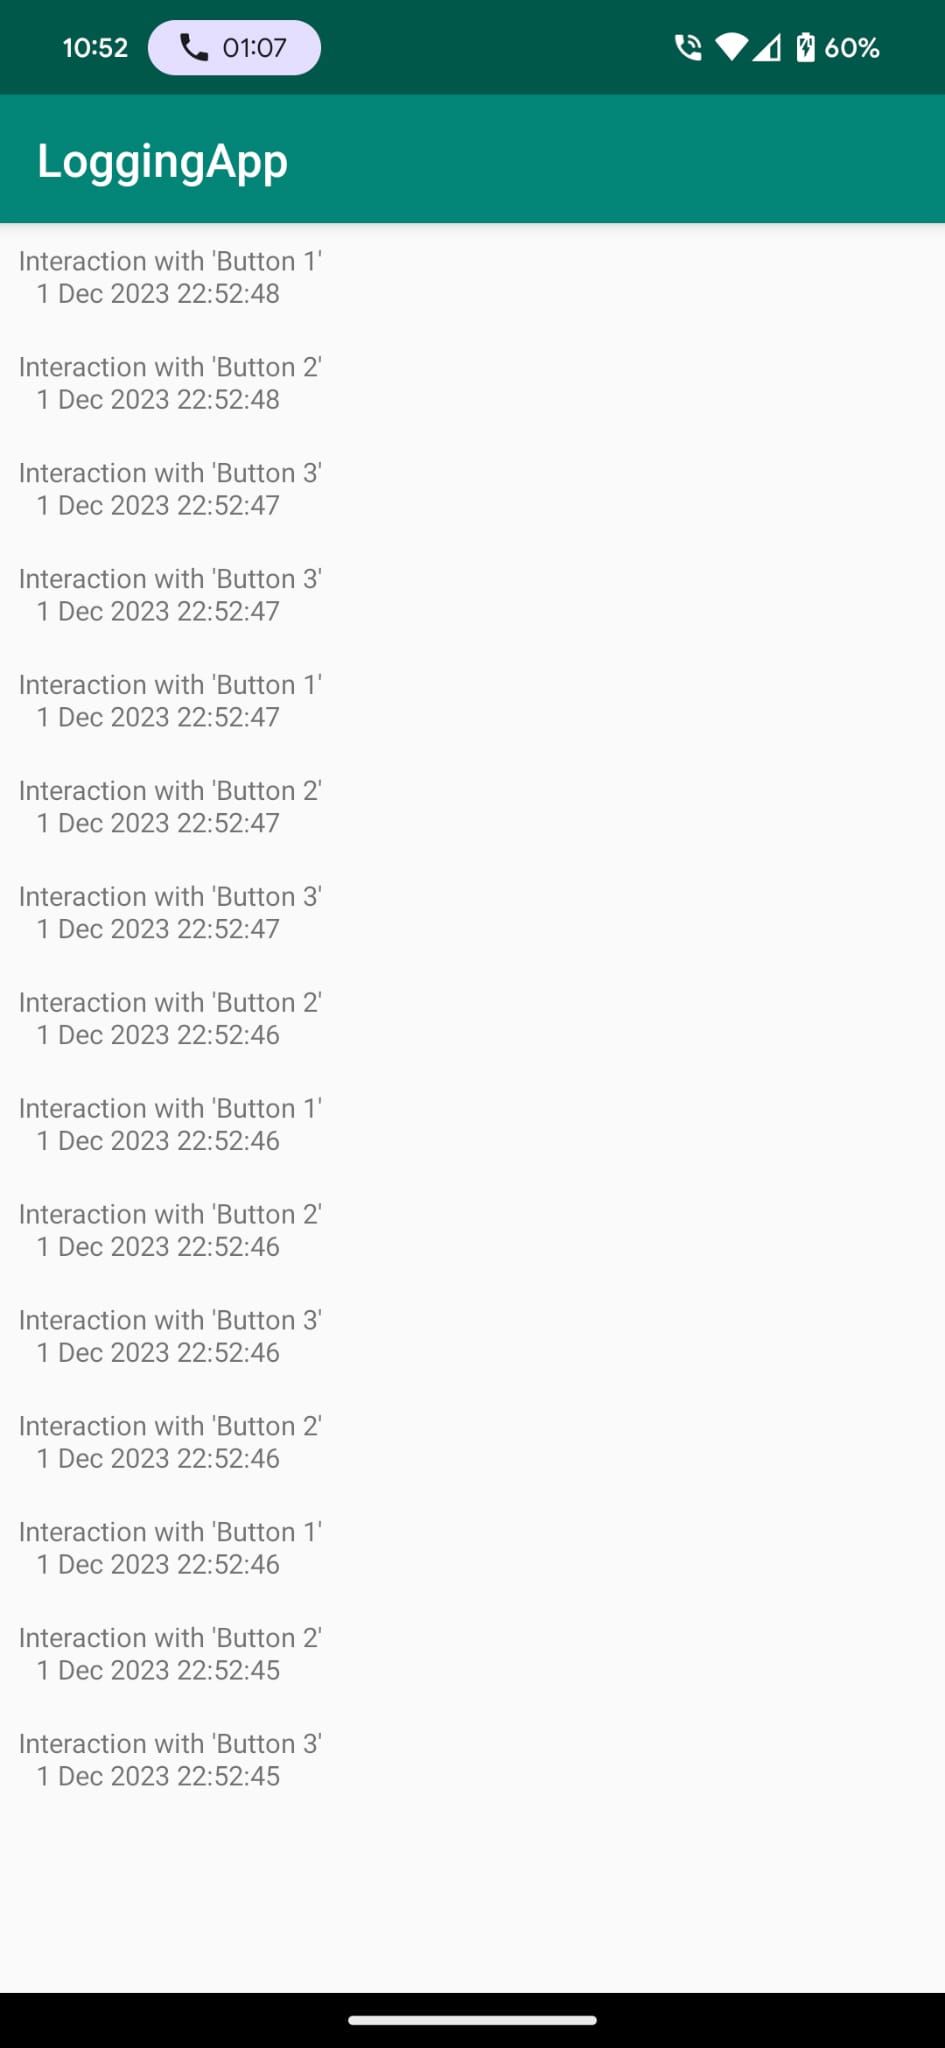 10:52 01:07 60%
LoggingApp
Interaction with 'Button 1'
1 Dec 2023 22:52:48
Interaction with 'Button 2'
1 Dec 2023 22:52:48
Interaction with 'Button 3'
1 Dec 2023 22:52:47
Interaction with 'Button 3'
1 Dec 2023 22:52:47
Interaction with 'Button 1'
1 Dec 2023 22:52:47
Interaction with 'Button 2'
1 Dec 2023 22:52:47
Interaction with 'Button 3'
1 Dec 2023 22:52:47
Interaction with 'Button 2'
1 Dec 2023 22:52:46
Interaction with 'Button 1'
1 Dec 2023 22:52:46
Interaction with 'Button 2'
1 Dec 2023 22:52:46
Interaction with 'Button 3'
1 Dec 2023 22:52:46
Interaction with 'Button 2'
1 Dec 2023 22:52:46
Interaction with 'Button 1'
1 Dec 2023 22:52:46
Interaction with 'Button 2'
1 Dec 2023 22:52:45
Interaction with 'Button 3'
1 Dec 2023 22:52:45